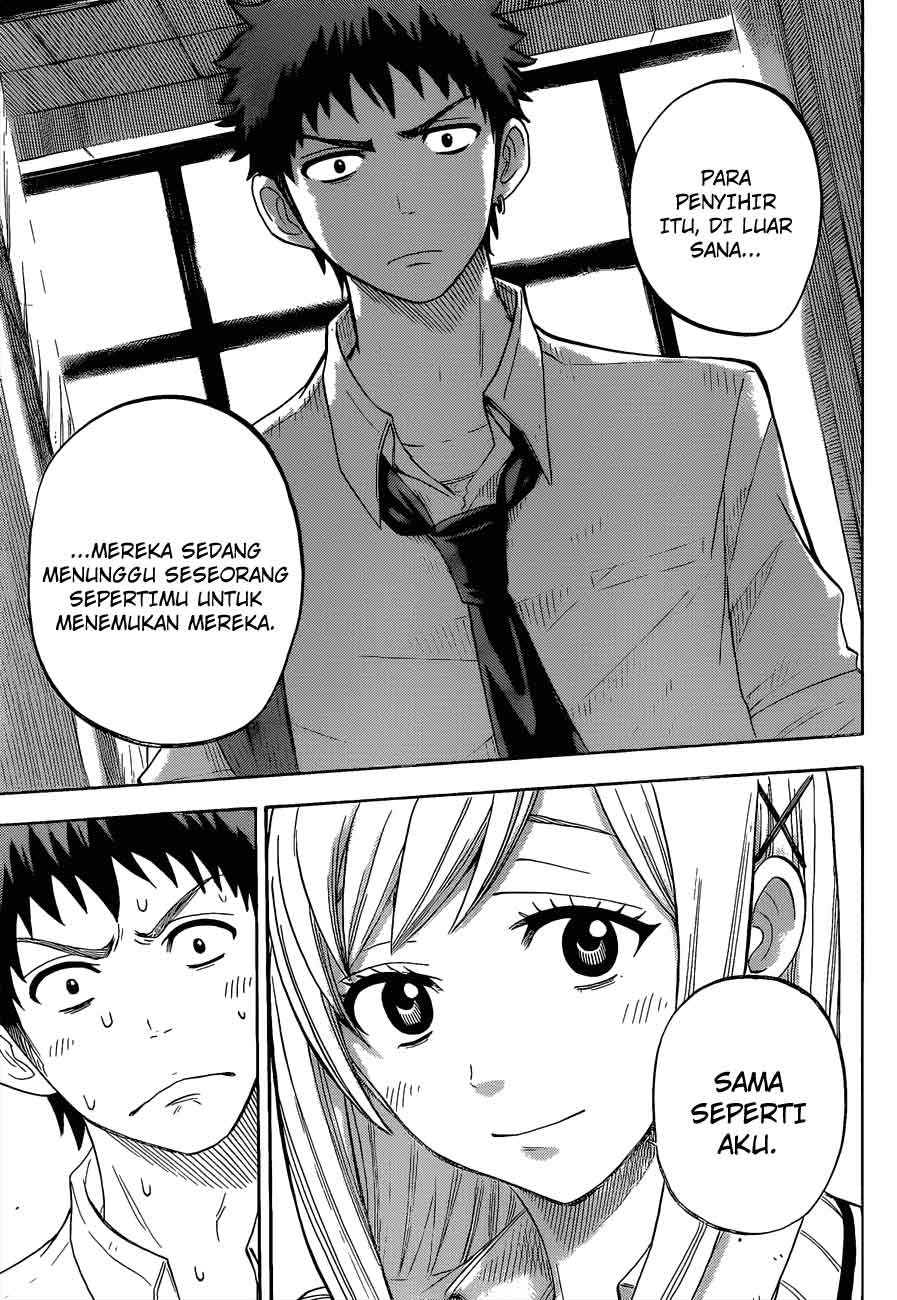 PARA
PENYIHIR
ITU, DI LUAR
SANA...
...MEREKA SEDANG
MENUNGGU SESEORANG
SEPERTIMU UNTUK
MENEMUKAN MEREKA.
SAMA
SEPERTI
AKU.